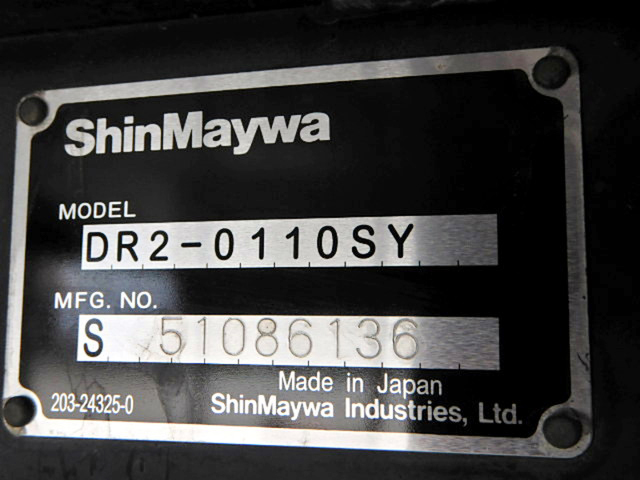 ShinMaywa
MODEL
DR2-0110SY
MFG. NO.
S 51086136
Made in Japan
203-24325-0 ShinMaywa Industries, Ltd.